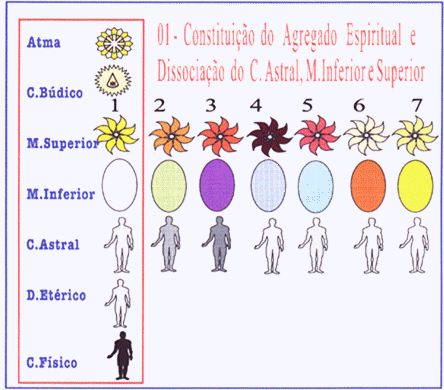 Atma
01 - Constituição do Agregado Espiritual e
Dissociação do C. Astral, M.Inferior e Superior
C.Búdico
1 2 3 4 5 6 7
M.Superior
M.Inferior
C.Astral
D.Etérico
C.Físico